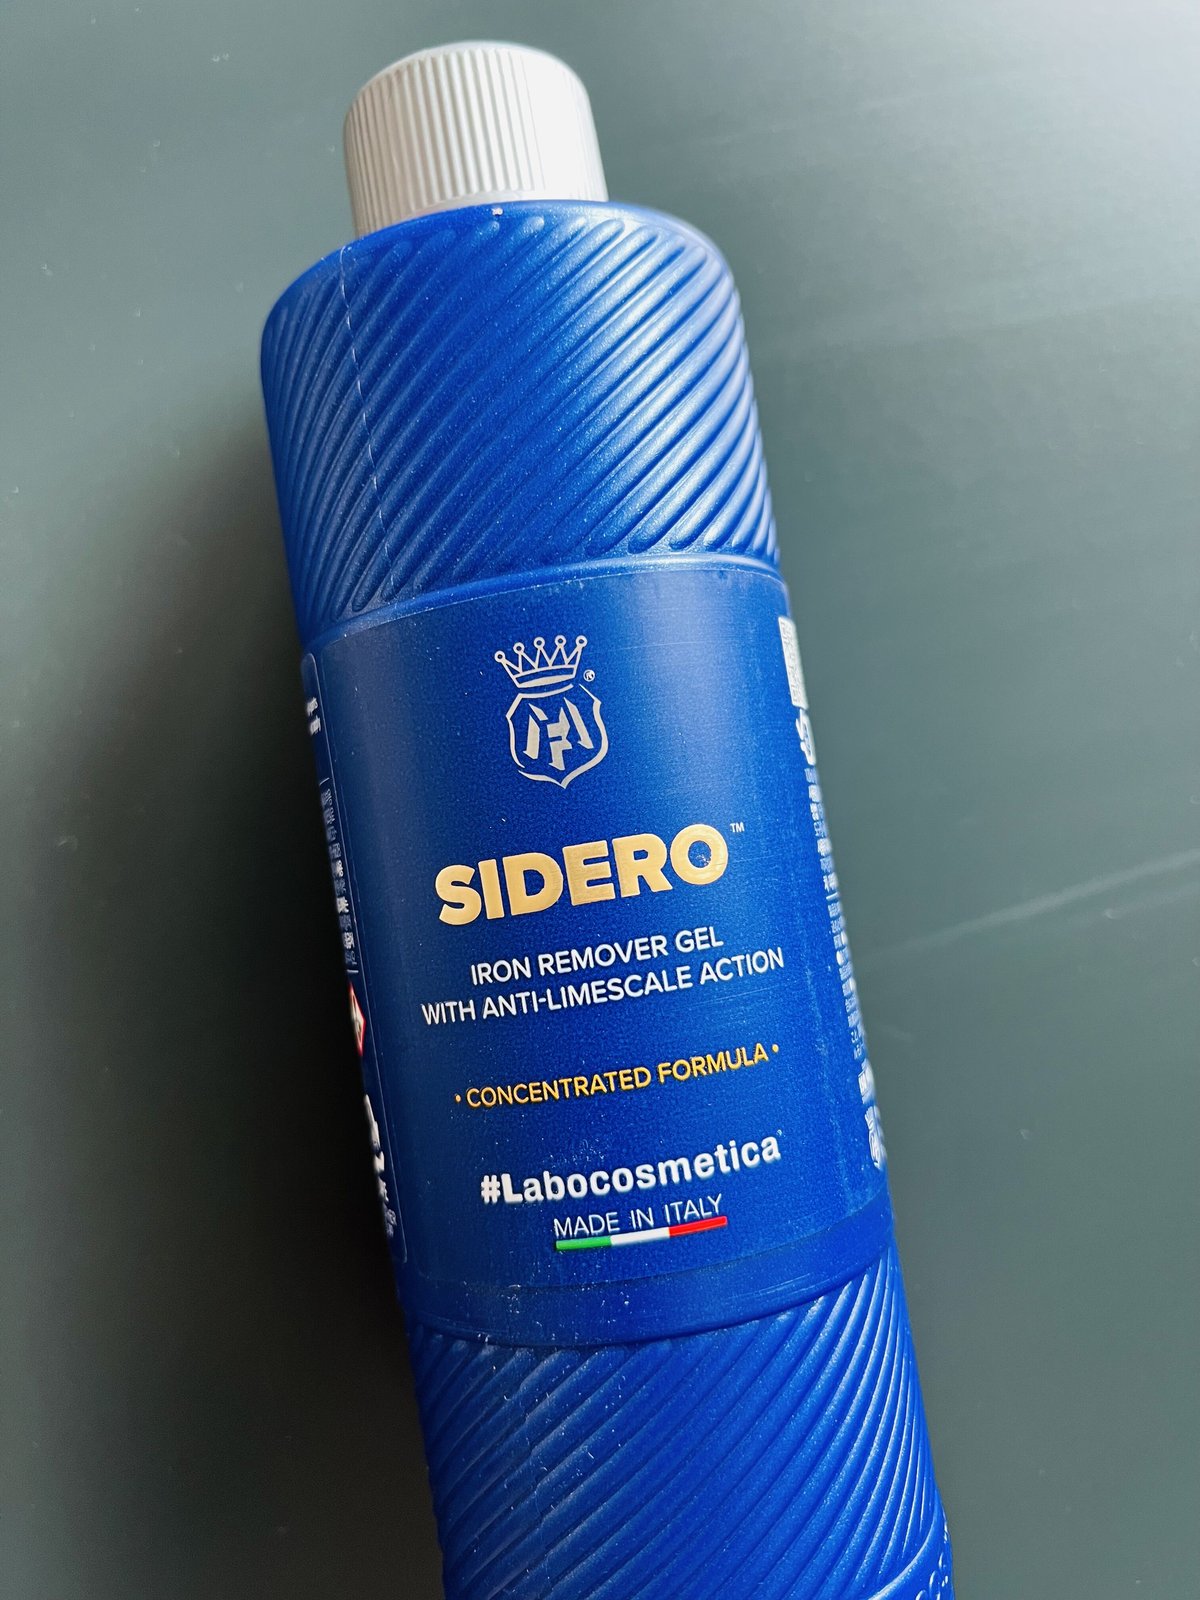 ®
SIDERO™
IRON REMOVER GEL
WITH ANTI-LIMESCALE ACTION
• CONCENTRATED FORMULA •
#Labocosmetica®
MADE IN ITALY